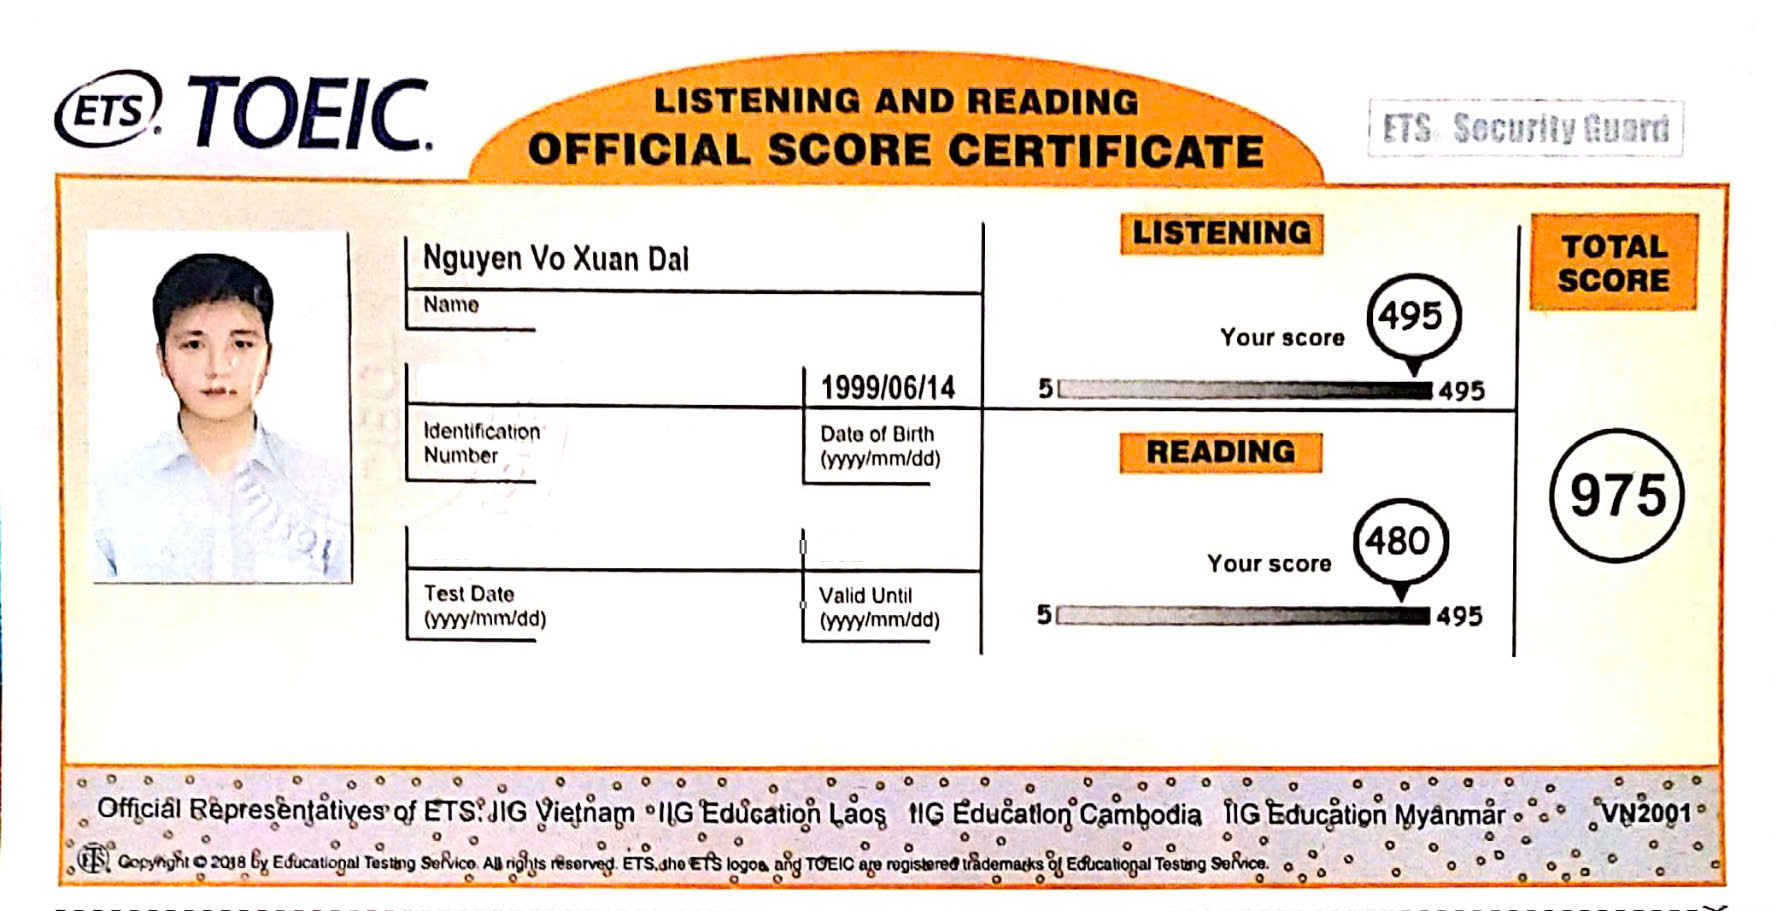 ETS. TOEIC.
LISTENING AND READING
OFFICIAL SCORE CERTIFICATE
ETS Security Guard
Nguyen Vo Xuan Dai
Name
1999/06/14
Identification Number
Date of Birth
(yyyy/mm/dd)
Test Date
(yyyy/mm/dd)
Valid Until
(yyyy/mm/dd)
LISTENING
Your score
495
5
495
READING
Your score
480
5
495
TOTAL
SCORE
975
Official Representatives of ETS: IIG Vietnam IIG Education Laos IIG Education Cambodia IIG Education Myanmar VN2001
ETS Copyright © 2018 by Educational Testing Service. All rights reserved. ETS, the ETS logos, and TOEIC are registered trademarks of Educational Testing Service.